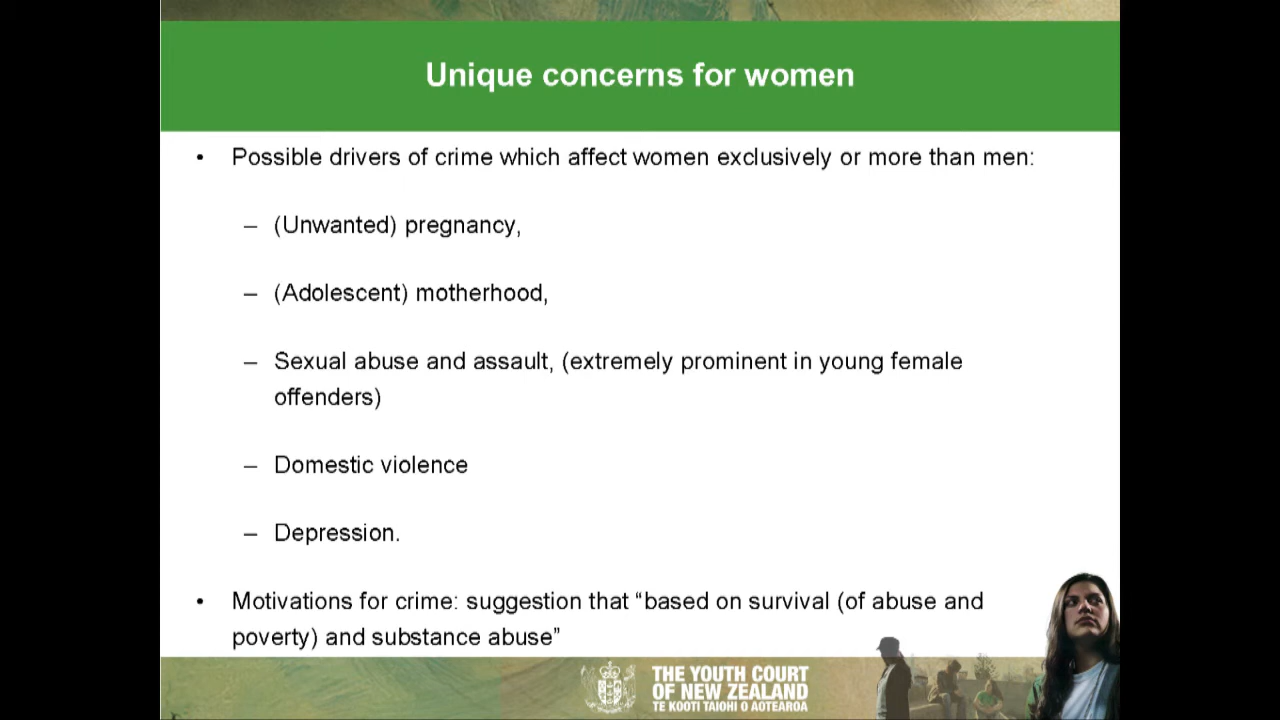 Unique concerns for women
• Possible drivers of crime which affect women exclusively or more than men:
– (Unwanted) pregnancy,
– (Adolescent) motherhood,
– Sexual abuse and assault, (extremely prominent in young female
offenders)
– Domestic violence
– Depression.
• Motivations for crime: suggestion that “based on survival (of abuse and
poverty) and substance abuse”
THE YOUTH COURT
OF NEW ZEALAND
TE KOOTI TAIOHI O AOTEAROA